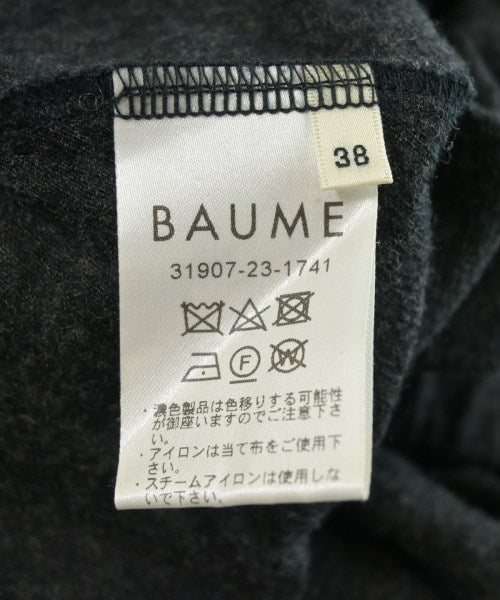 38
BAUME
31907-23-1741
F W
・濃色製品は色移りする可能性
が御座いますのでご注意下さ
い。
・アイロンは当て布をご使用下
さい。
・スチームアイロンは使用しな
いで下さい。